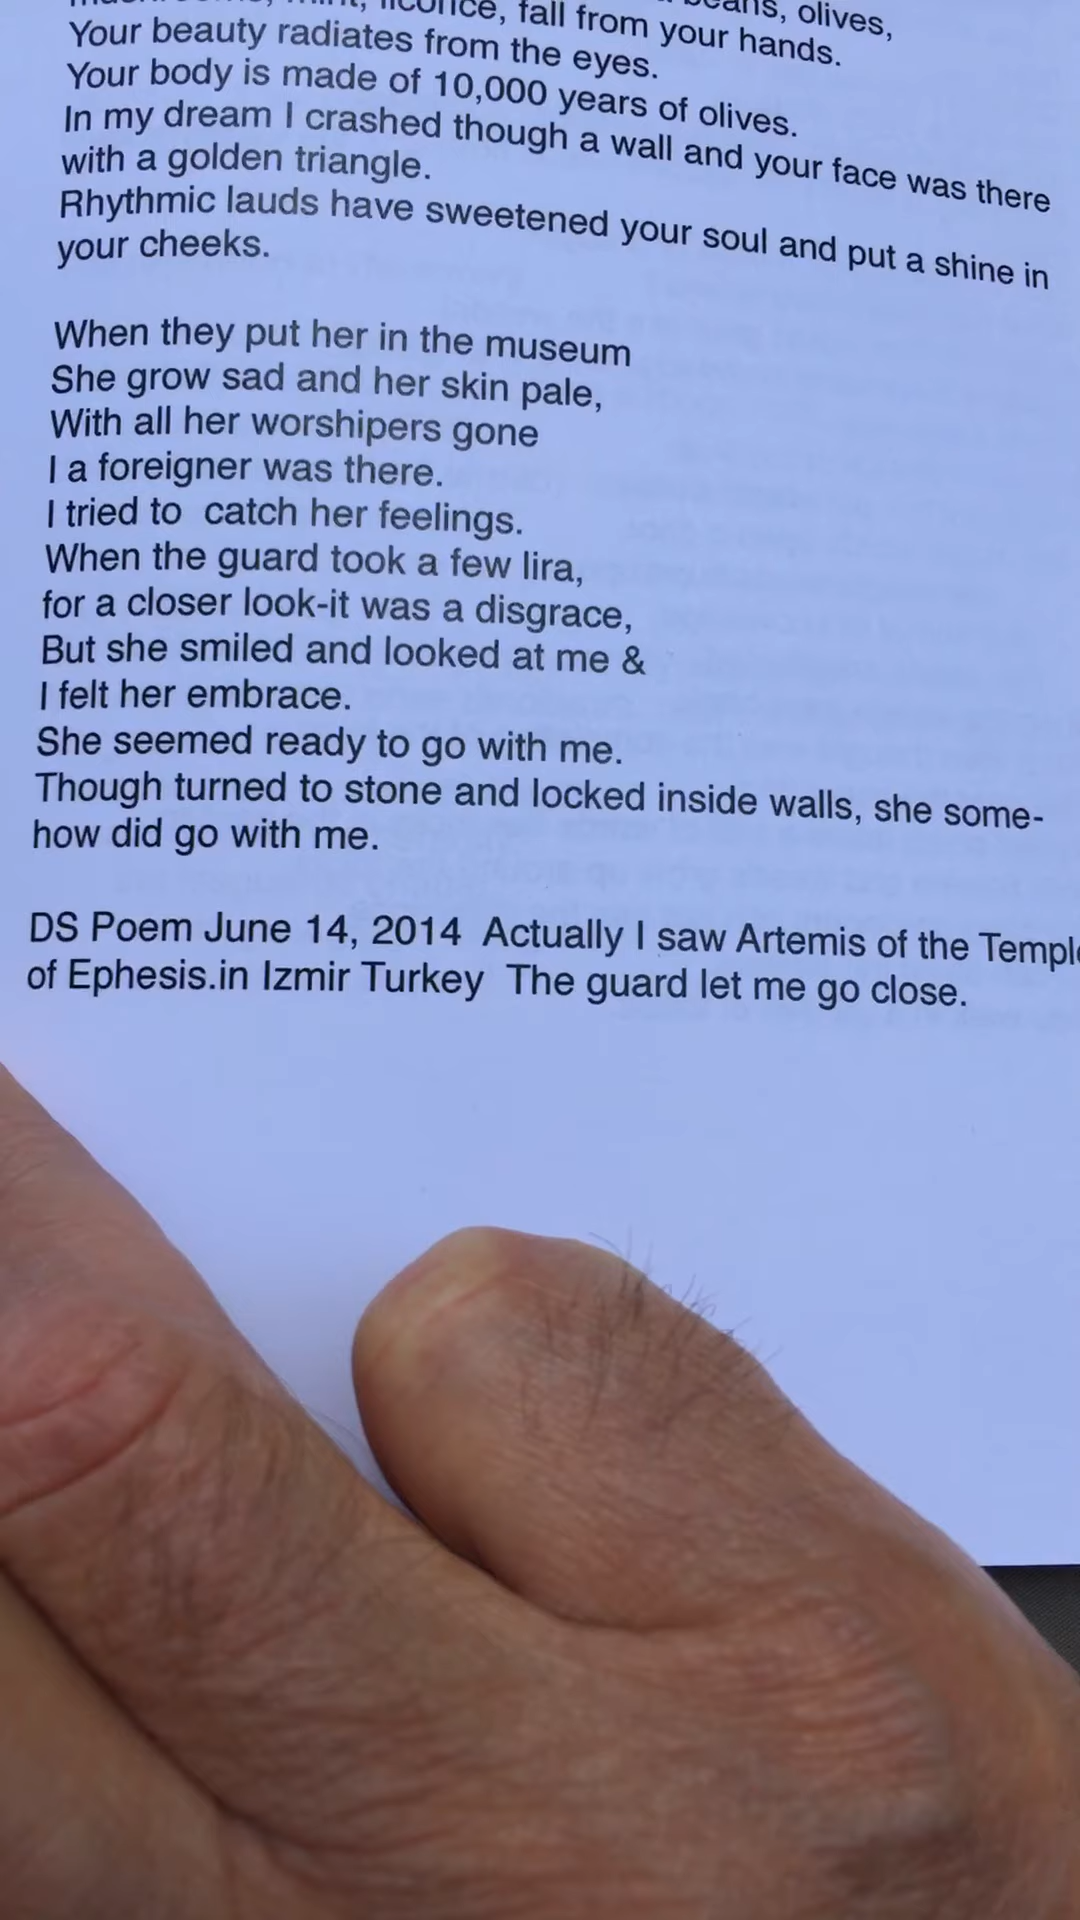 fall from your hands. olives,
Your beauty radiates from the eyes.
Your body is made of 10,000 years of olives.
In my dream I crashed though a wall and your face was there
with a golden triangle.
Rhythmic lauds have sweetened your soul and put a shine in
your cheeks.
When they put her in the museum
She grow sad and her skin pale,
With all her worshipers gone
I a foreigner was there.
I tried to  catch her feelings.
When the guard took a few lira,
for a closer look-it was a disgrace,
But she smiled and looked at me &
I felt her embrace.
She seemed ready to go with me.
Though turned to stone and locked inside walls, she some-
how did go with me.
DS Poem June 14, 2014  Actually I saw Artemis of the Temple
of Ephesis.in Izmir Turkey  The guard let me go close.